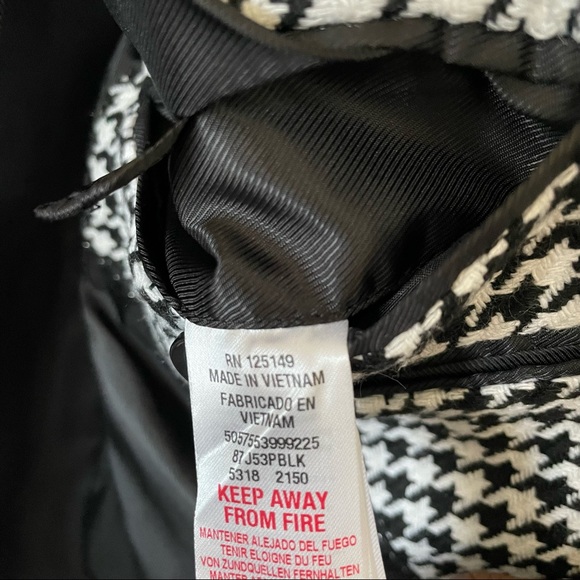 RN 125149
MADE IN VIETNAM
FABRICADO EN
VIETNAM
5057553999225
87J53PBLK
5318 2150
KEEP AWAY
FROM FIRE
MANTENER ALEJADO DEL FUEGO
TENIR ELOIGNE DU FEU
VON ZUNDQUELLEN FERNHALTEN